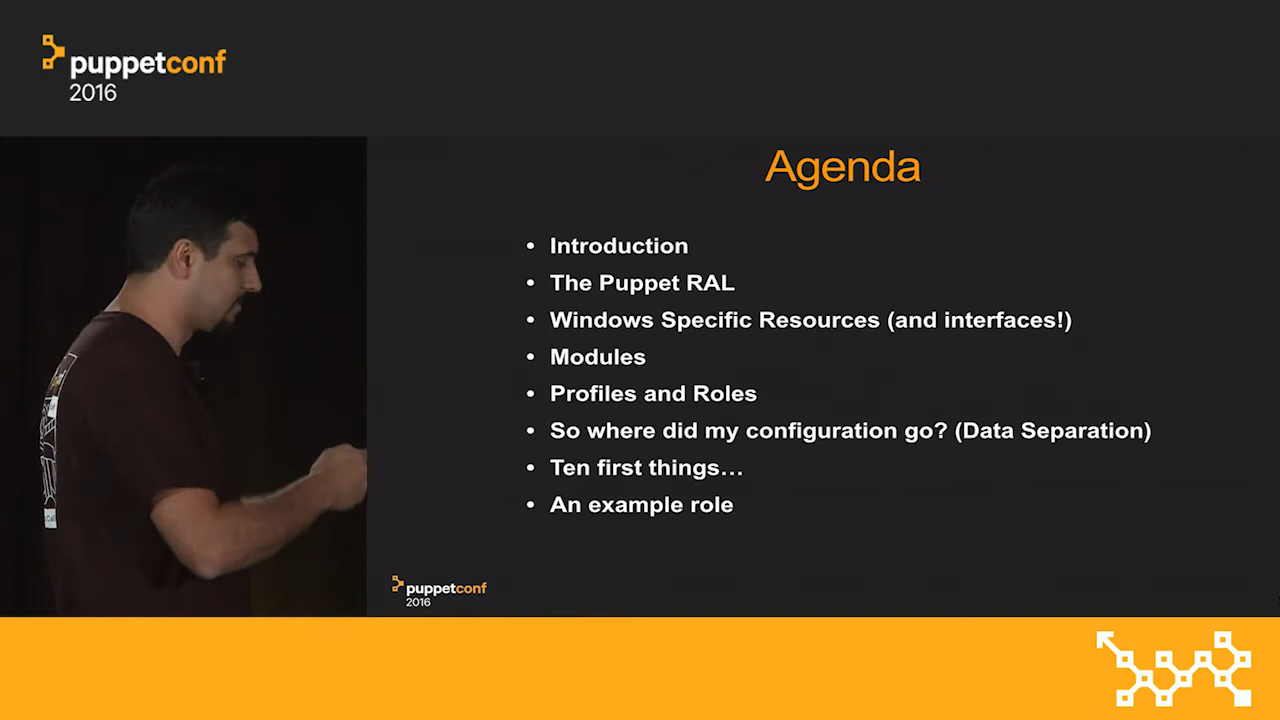 puppetconf
2016
Agenda
• Introduction
• The Puppet RAL
• Windows Specific Resources (and interfaces!)
• Modules
• Profiles and Roles
• So where did my configuration go? (Data Separation)
• Ten first things…
• An example role
puppetconf
2016